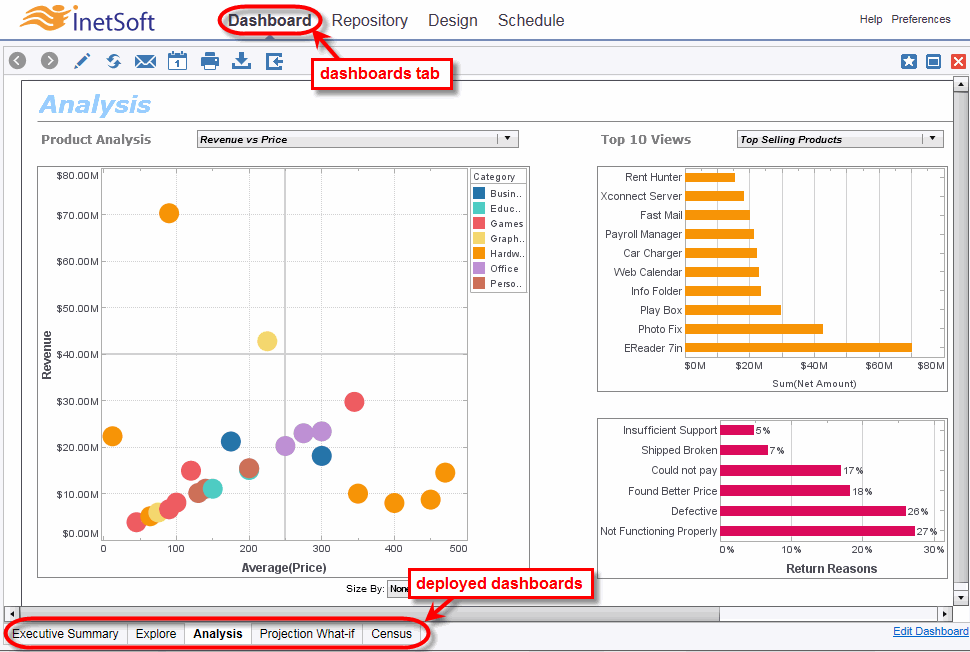 InetSoft
Dashboard Repository Design Schedule
Help Preferences
1
dashboards tab
Analysis
Product Analysis
Revenue vs Price
Top 10 Views
Top Selling Products
$80.00M
$70.00M
$60.00M
$50.00M
$40.00M
$30.00M
$20.00M
$10.00M
$0.00M
Revenue
0 100 200 300 400 500
Average(Price)
Category
Busin..
Educ..
Games
Graph..
Hardw..
Office
Perso..
Rent Hunter
Xconnect Server
Fast Mail
Payroll Manager
Car Charger
Web Calendar
Info Folder
Play Box
Photo Fix
EReader 7in
$0M $20M $40M $60M $80M
Sum(Net Amount)
Insufficient Support 5%
Shipped Broken 7%
Could not pay 17%
Found Better Price 18%
Defective 26%
Not Functioning Properly 27%
0% 10% 20% 30%
Return Reasons
Size By:
deployed dashboards
Executive Summary Explore Analysis Projection What-if Census
Edit Dashboard